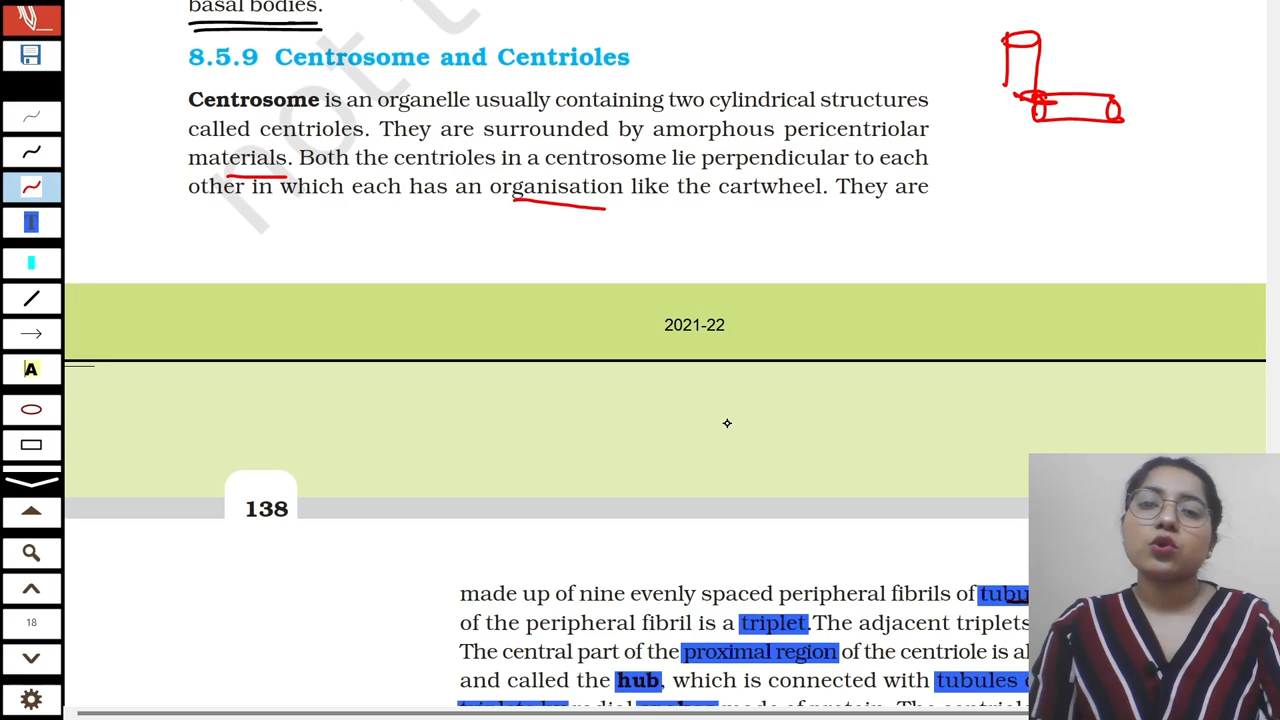 basal bodies.
8.5.9 Centrosome and Centrioles
Centrosome is an organelle usually containing two cylindrical structures
called centrioles. They are surrounded by amorphous pericentriolar
materials. Both the centrioles in a centrosome lie perpendicular to each
other in which each has an organisation like the cartwheel. They are
not t
2021-22
138
made up of nine evenly spaced peripheral fibrils of
of the peripheral fibril is a triplet.The adjacent triplets
The central part of the proximal region of the centriole is
and called the hub, which is connected with tubules
T
A
18